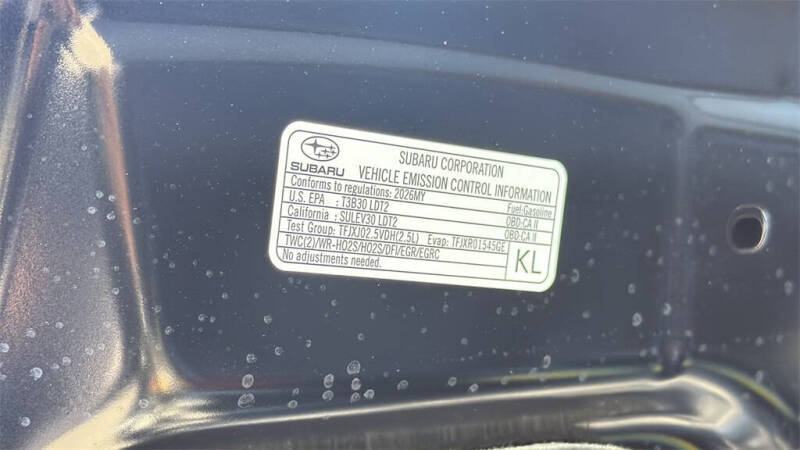 SUBARU
SUBARU CORPORATION
VEHICLE EMISSION CONTROL INFORMATION
Conforms to regulations: 2026MY Fuel-Gasoline
U.S. EPA : T3B30 LDT2 OBD-CA II
California : SULEV30 LDT2 OBD-CA II
Test Group: TFJXJ02.5VDH(2.5L) Evap: TFJXR01545GE
TWC(2)/WR-HO2S/HO2S/DFI/EGR/EGRC
No adjustments needed.
KL